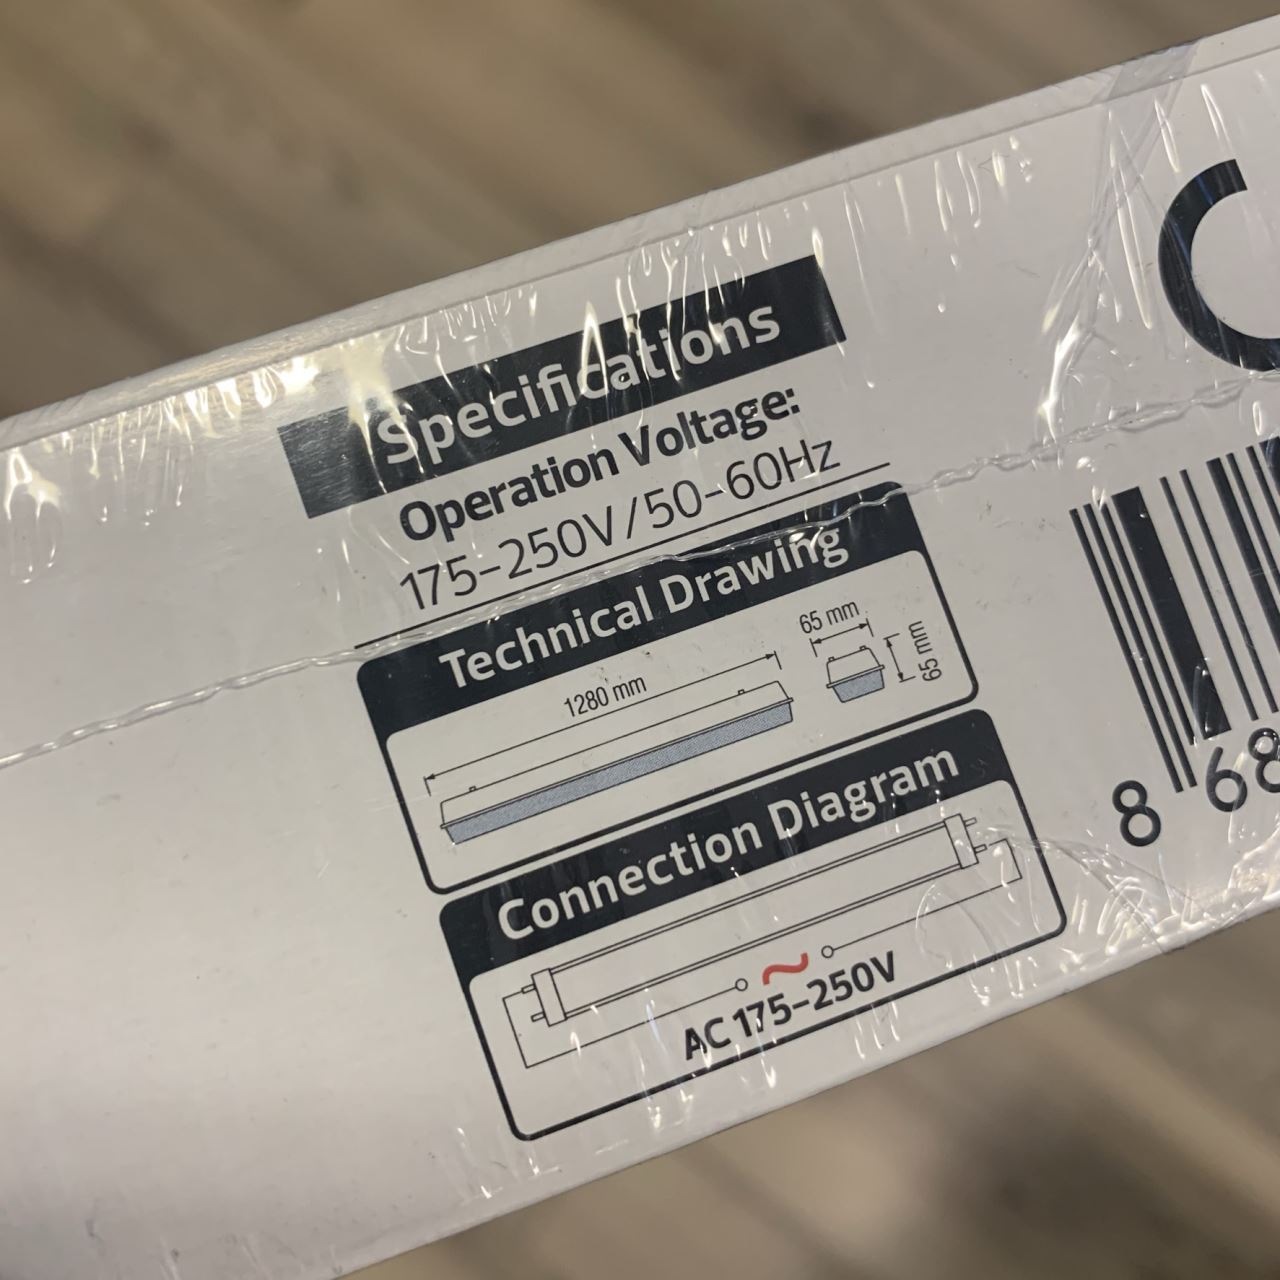 Specifications
Operation Voltage:
175-250V/50-60Hz
Technical Drawing
1280 mm
65 mm
65 mm
Connection Diagram
~
AC 175-250V
8 68